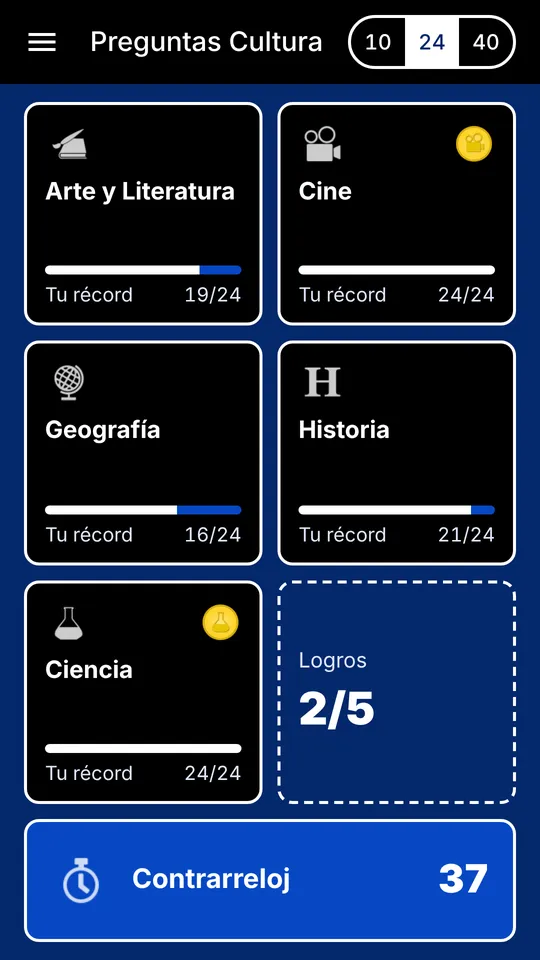 Preguntas Cultura
10 24 40
Arte y Literatura
Tu récord 19/24
Cine
Tu récord 24/24
Geografía
Tu récord 16/24
H
Historia
Tu récord 21/24
Ciencia
Tu récord 24/24
Logros
2/5
Contrarreloj 37